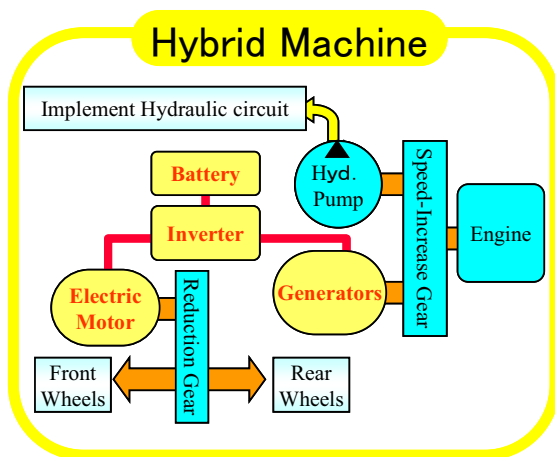 Hybrid Machine
Implement Hydraulic circuit
Hyd.
Pump
Speed-Increase Gear
Engine
Battery
Inverter
Generators
Electric
Motor
Reduction Gear
Front
Wheels
Rear
Wheels